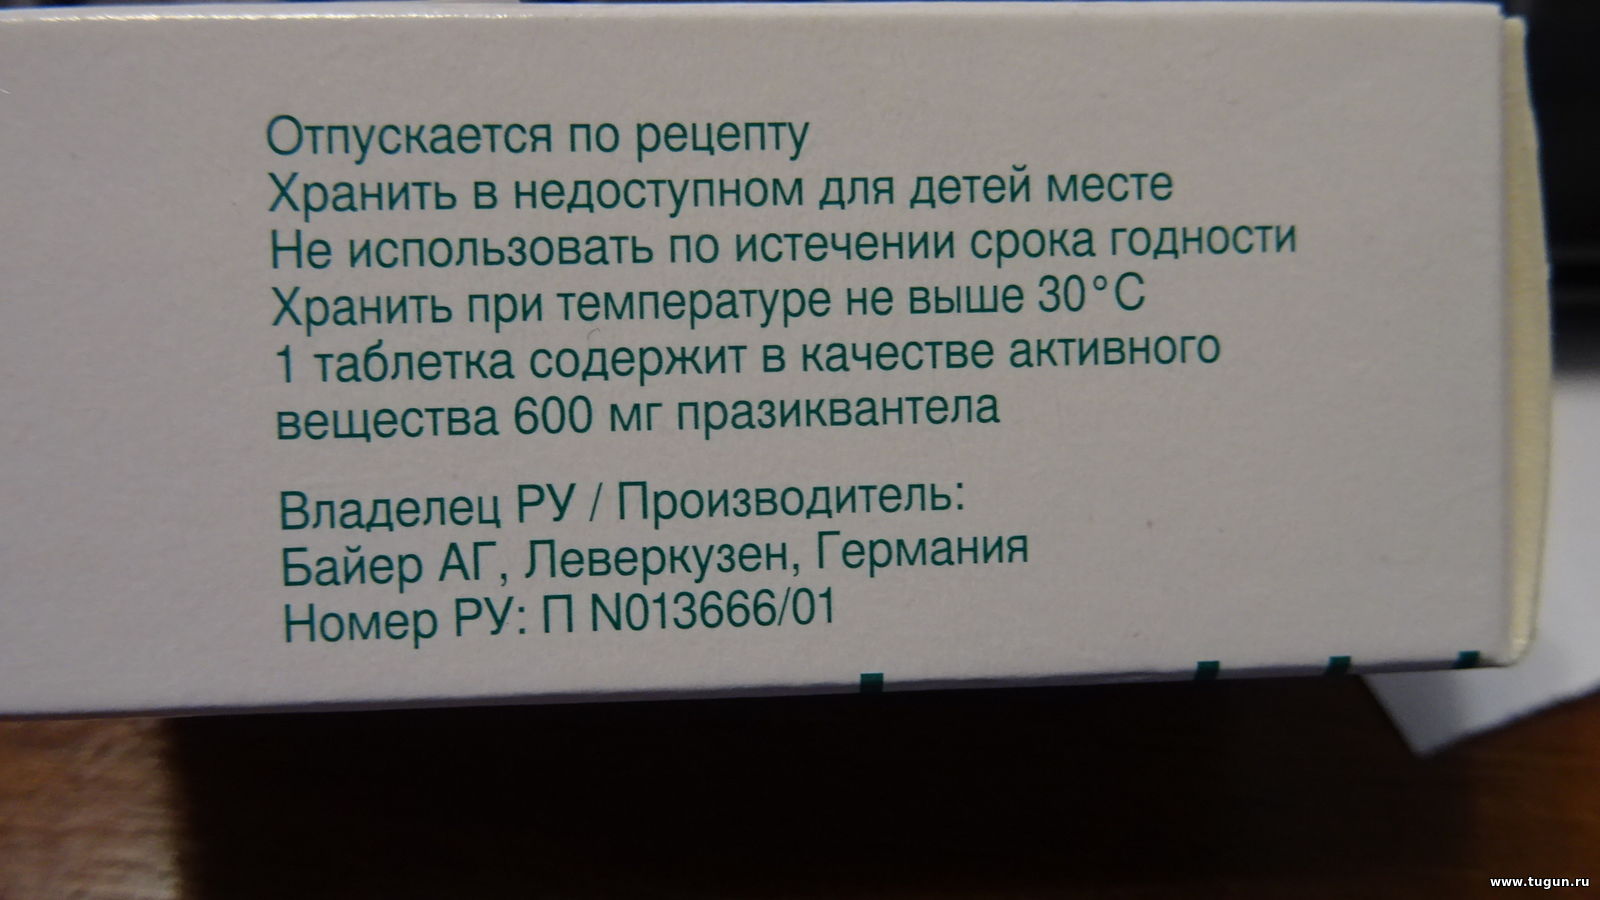 Отпускается по рецепту
Хранить в недоступном для детей месте
Не использовать по истечении срока годности
Хранить при температуре не выше 30°C
1 таблетка содержит в качестве активного
вещества 600 мг празиквантела
Владелец РУ / Производитель:
Байер АГ, Леверкузен, Германия
Номер РУ: П N013666/01
www.tugun.ru